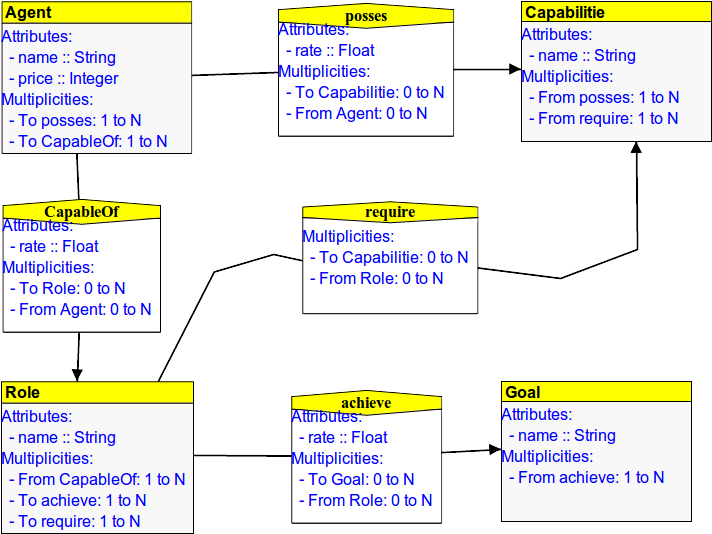 Agent
Attributes:
- name :: String
- price :: Integer
Multiplicities:
- To posses: 1 to N
- To CapableOf: 1 to N
posses
Attributes:
- rate :: Float
Multiplicities:
- To Capabilitie: 0 to N
- From Agent: 0 to N
Capabilitie
Attributes:
- name :: String
Multiplicities:
- From posses: 1 to N
- From require: 1 to N
CapableOf
Attributes:
- rate :: Float
Multiplicities:
- To Role: 0 to N
- From Agent: 0 to N
require
Multiplicities:
- To Capabilitie: 0 to N
- From Role: 0 to N
Role
Attributes:
- name :: String
Multiplicities:
- From CapableOf: 1 to N
- To achieve: 1 to N
- To require: 1 to N
achieve
Attributes:
- rate :: Float
Multiplicities:
- To Goal: 0 to N
- From Role: 0 to N
Goal
Attributes:
- name :: String
Multiplicities:
- From achieve: 1 to N